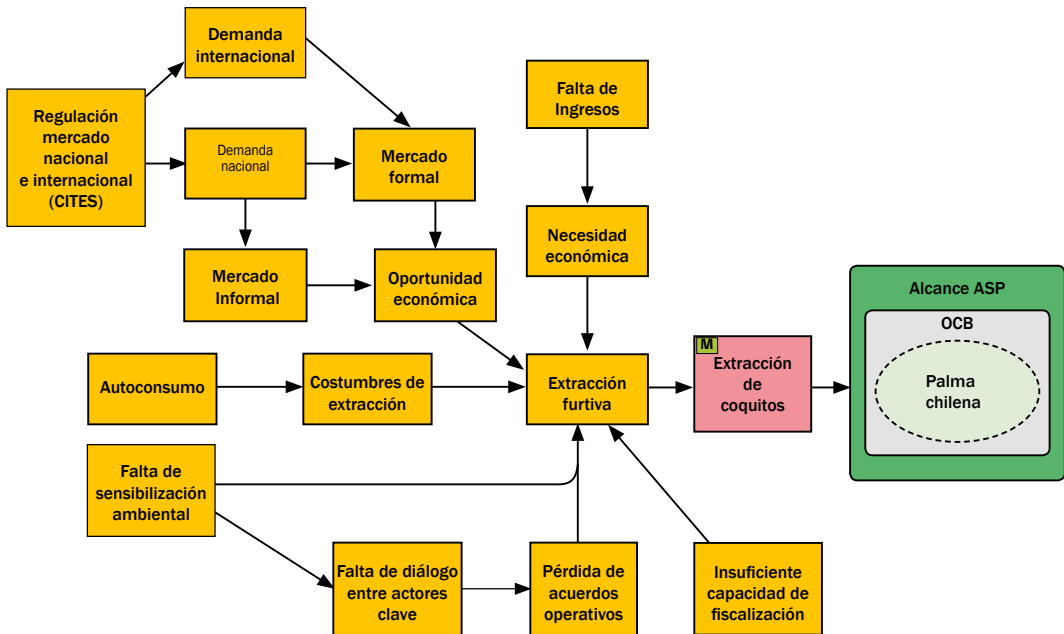 Demanda
internacional
Regulación
mercado
nacional
e internacional
(CITES)
Demanda
nacional
Mercado
formal
Falta de
Ingresos
Mercado
Informal
Oportunidad
económica
Necesidad
económica
Alcance ASP
OCB
Palma
chilena
Autoconsumo
Costumbres de
extracción
Extracción
furtiva
M
Extracción
de
coquitos
Falta de
sensibilización
ambiental
Falta de diálogo
entre actores
clave
Pérdida de
acuerdos
operativos
Insuficiente
capacidad de
fiscalización